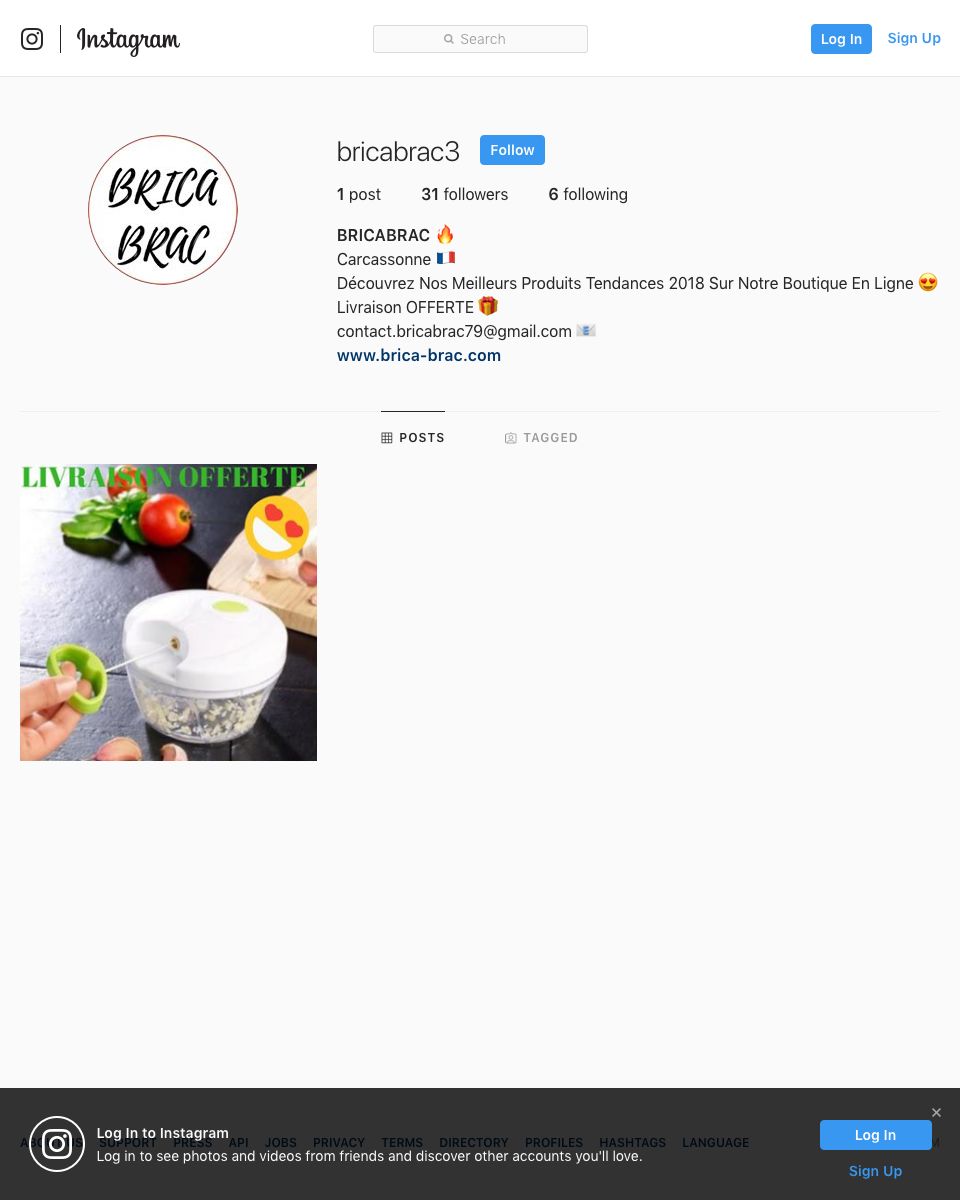 Instagram
Search
Log In
Sign Up
BRICA
BRAC
bricabrac3
Follow
1 post
31 followers
6 following
BRICABRAC 🔥
Carcassonne 🇫🇷
Découvrez Nos Meilleurs Produits Tendances 2018 Sur Notre Boutique En Ligne 😍
Livraison OFFERTE 🎁
contact.bricabrac79@gmail.com 📧
www.brica-brac.com
POSTS
TAGGED
LIVRAISON OFFERTE
Log In to Instagram
SUPPORT PRESS API JOBS PRIVACY TERMS DIRECTORY PROFILES HASHTAGS LANGUAGE
Log in to see photos and videos from friends and discover other accounts you'll love.
Log In
Sign Up